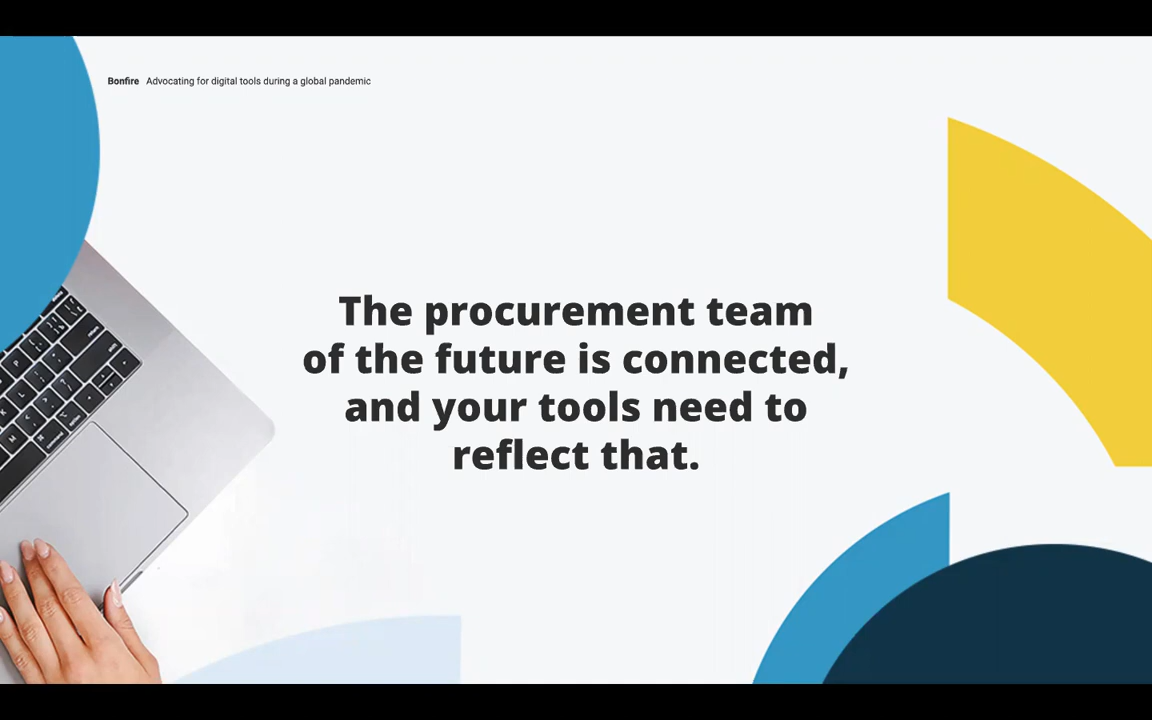 Bonfire Advocating for digital tools during a global pandemic
The procurement team
of the future is connected,
and your tools need to
reflect that.